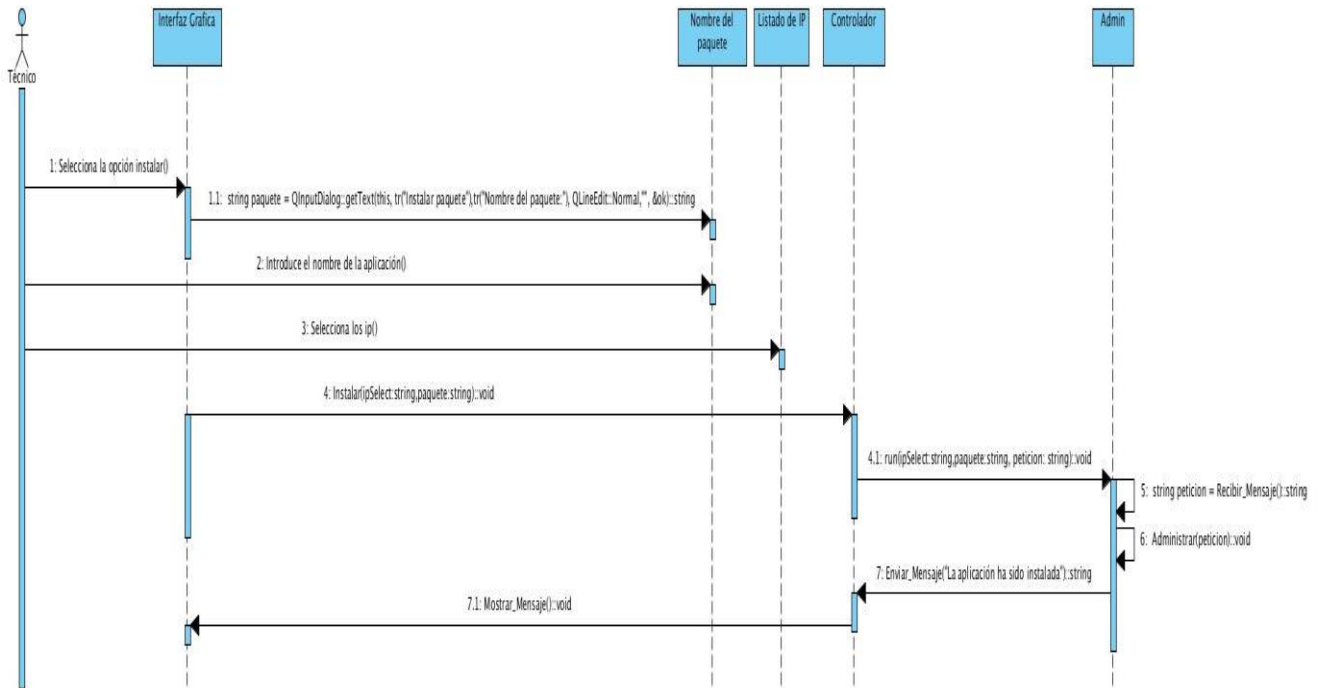 Interfaz Grafica
Nombre del
paquete
Listado de IP
Controlador
Admin
Técnico
1: Selecciona la opción instalar()
1.1: string paquete = QInputDialog::getText(this, tr("Instalar paquete"),tr("Nombre del paquete:"), QLineEdit::Normal,"" , &ok)::string
2: Introduce el nombre de la aplicación()
3: Selecciona los ip()
4: Instalar(ipSelect:string,paquete:string)::void
4.1: run(ipSelect:string,paquete:string, peticion: string)::void
5: string peticion = Recibir_Mensaje()::string
6: Administrar(peticion)::void
7: Enviar_Mensaje("La aplicación ha sido instalada")::string
7.1: Mostrar_Mensaje()::void